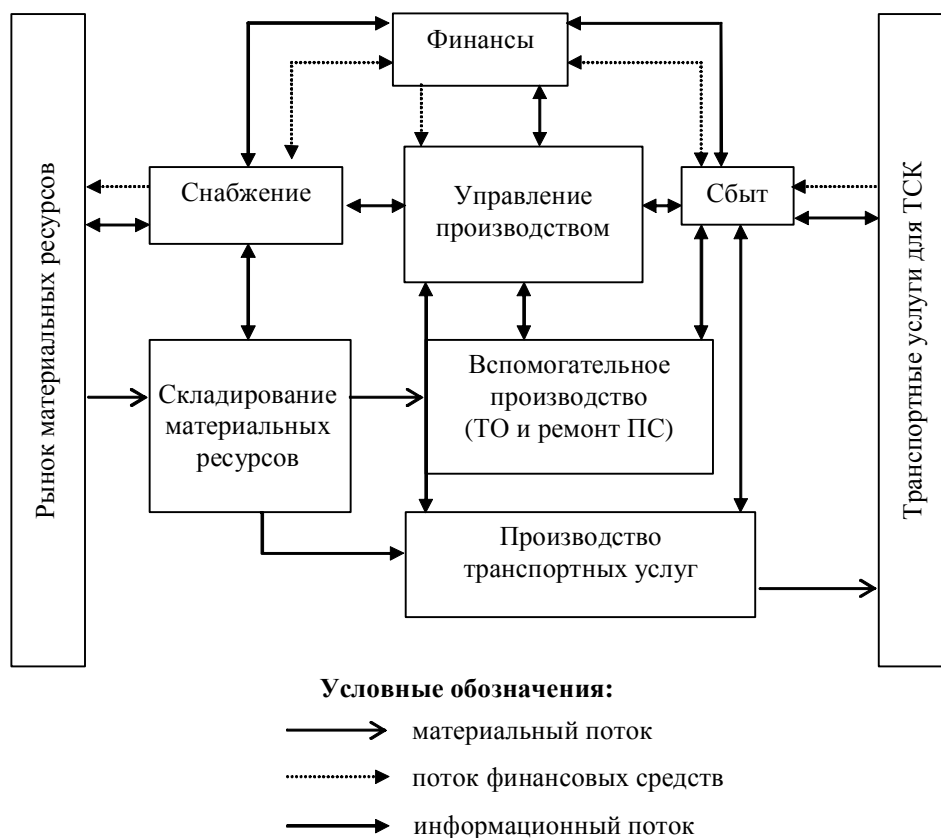 Рынок материальных ресурсов
Финансы
Снабжение
Управление
производством
Сбыт
Складирование
материальных
ресурсов
Вспомогательное
производство
(ТО и ремонт ПС)
Производство
транспортных услуг
Транспортные услуги для ТСК
Условные обозначения:
материальный поток
поток финансовых средств
информационный поток